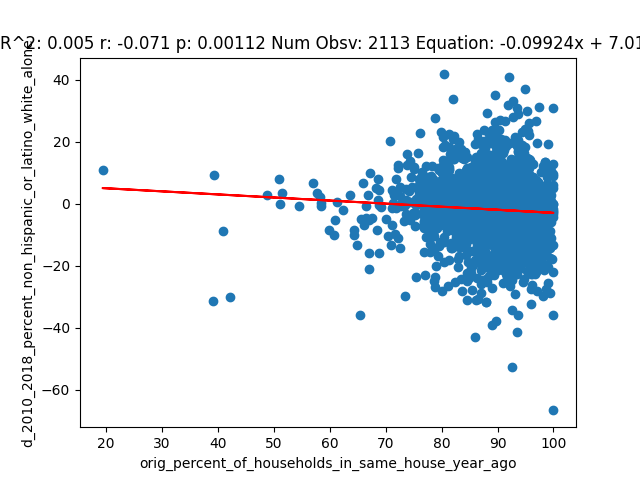 R^2: 0.005 r: -0.071 p: 0.00112 Num Obsv: 2113 Equation: -0.09924x + 7.01
d_2010_2018_percent_non_hispanic_or_latino_white_alone
40
20
0
−20
−40
−60
20 30 40 50 60 70 80 90 100
orig_percent_of_households_in_same_house_year_ago